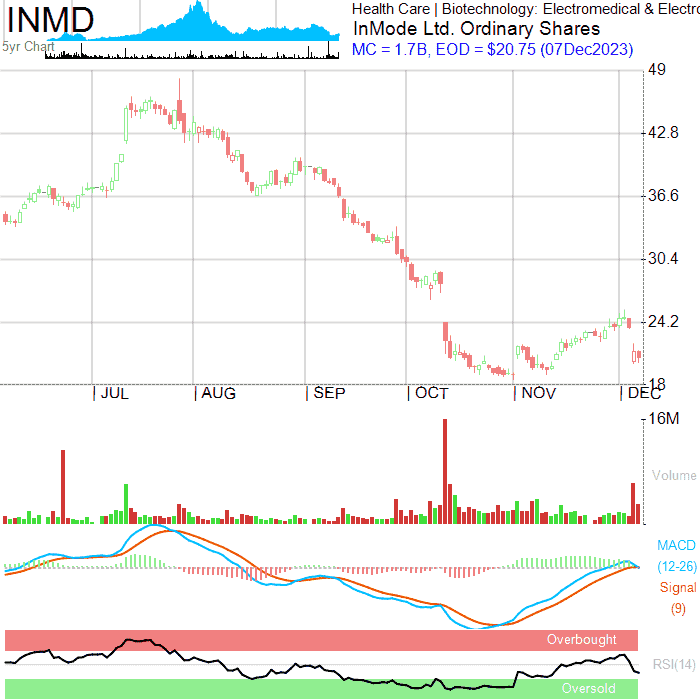 INMD
5yr Chart
Health Care | Biotechnology: Electromedical & Electro
InMode Ltd. Ordinary Shares
MC = 1.7B, EOD = $20.75 (07Dec2023)
49
42.8
36.6
30.4
24.2
18
JUL AUG SEP OCT NOV DEC
16M
Volume
MACD
(12-26)
Signal
(9)
Overbought
RSI(14)
Oversold